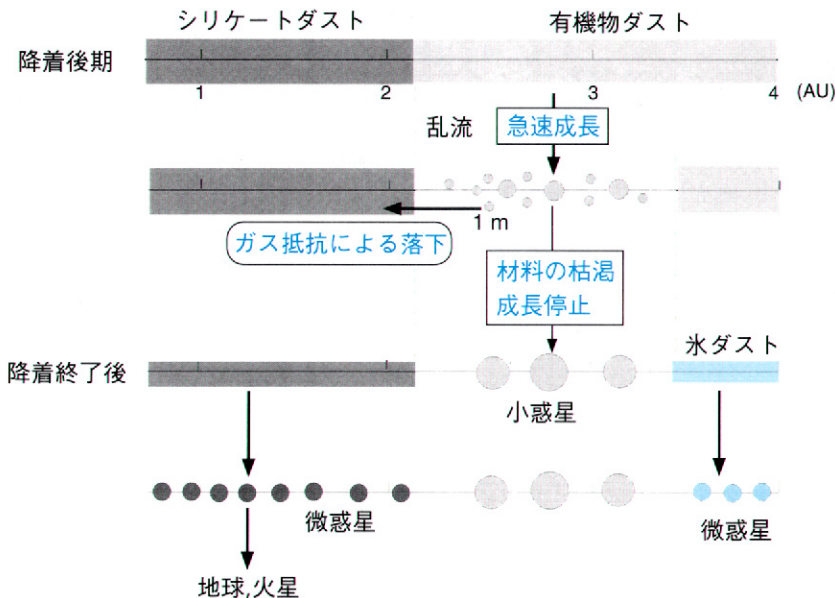 シリケートダスト
有機物ダスト
降着後期
1
2
3
4
(AU)
乱流
急速成長
1 m
ガス抵抗による落下
材料の枯渇
成長停止
氷ダスト
降着終了後
小惑星
微惑星
微惑星
地球,火星